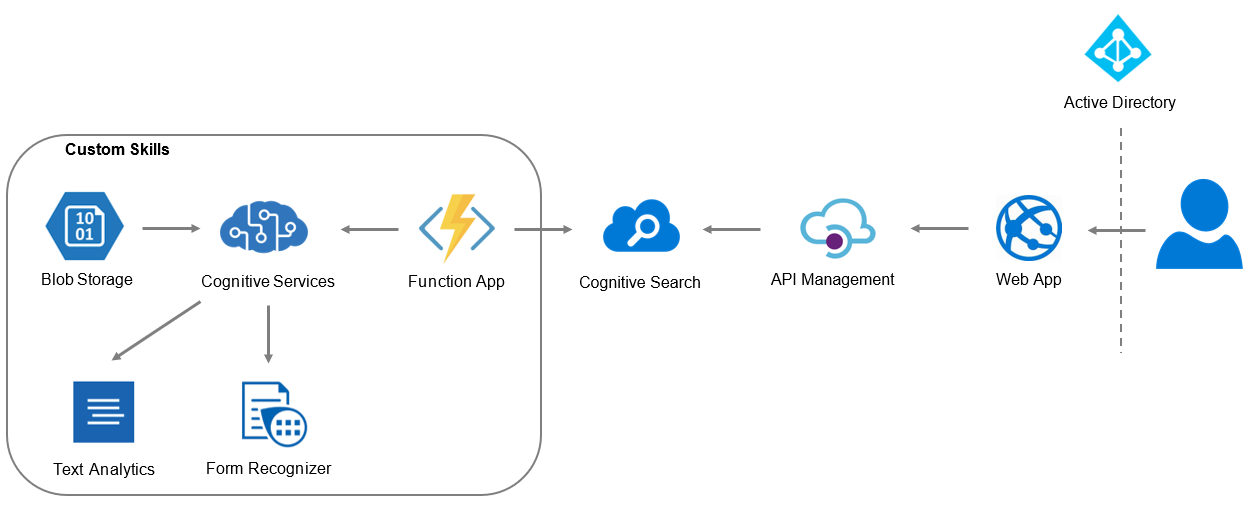 Active Directory
Custom Skills
10
01
Blob Storage
Cognitive Services
Function App
Cognitive Search
API Management
Web App
Text Analytics
Form Recognizer